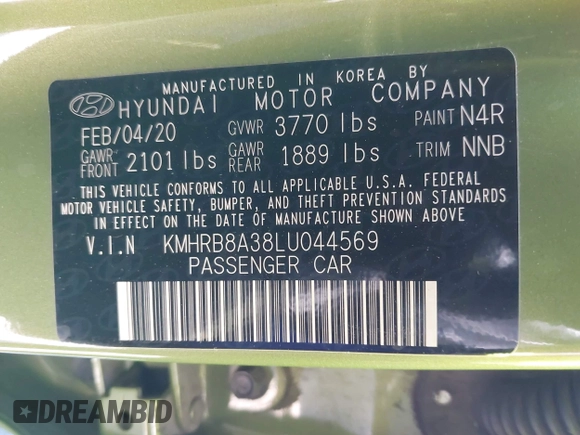 MANUFACTURED IN KOREA BY
HYUNDAI MOTOR COMPANY
FEB/04/20 GVWR 3770 lbs PAINT N4R
GAWR FRONT 2101 lbs GAWR REAR 1889 lbs TRIM NNB
THIS VEHICLE CONFORMS TO ALL APPLICABLE U.S.A. FEDERAL
MOTOR VEHICLE SAFETY, BUMPER, AND THEFT PREVENTION STANDARDS
IN EFFECT ON THE DATE OF MANUFACTURE SHOWN ABOVE.
V.I.N KMHRB8A38LU044569
PASSENGER CAR
DREAMBID